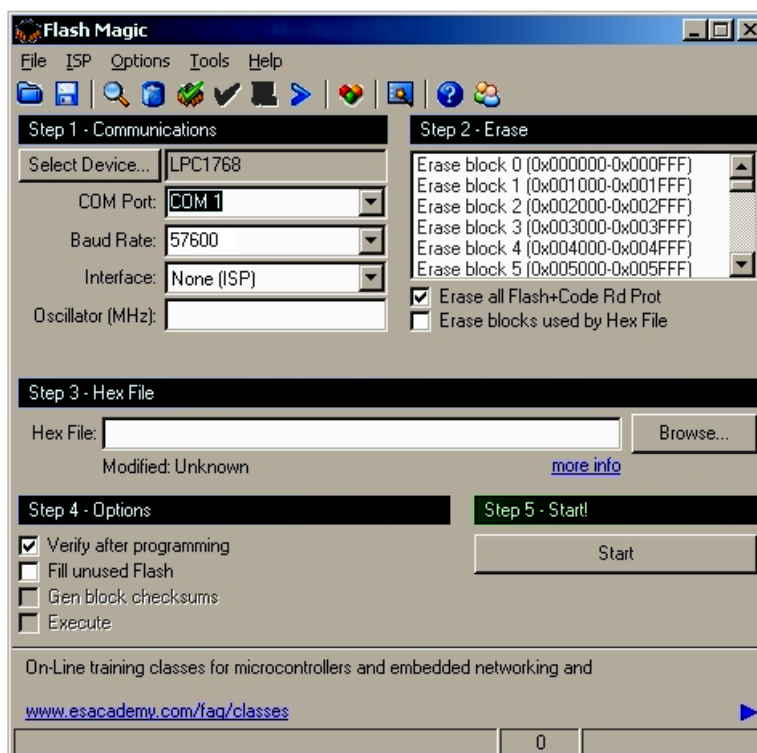 Flash Magic
File ISP Options Tools Help
Step 1 - Communications
Select Device... LPC1768
COM Port: COM 1
Baud Rate: 57600
Interface: None (ISP)
Oscillator (MHz):
Step 2 - Erase
Erase block 0 (0x000000-0x000FFF)
Erase block 1 (0x001000-0x001FFF)
Erase block 2 (0x002000-0x002FFF)
Erase block 3 (0x003000-0x003FFF)
Erase block 4 (0x004000-0x004FFF)
Erase block 5 (0x005000-0x005FFF)
Erase all Flash+Code Rd Prot
Erase blocks used by Hex File
Step 3 - Hex File
Hex File: Browse...
Modified: Unknown more info
Step 4 - Options
Verify after programming
Fill unused Flash
Gen block checksums
Execute
Step 5 - Start!
Start
On-Line training classes for microcontrollers and embedded networking and
www.esacademy.com/faq/classes
0